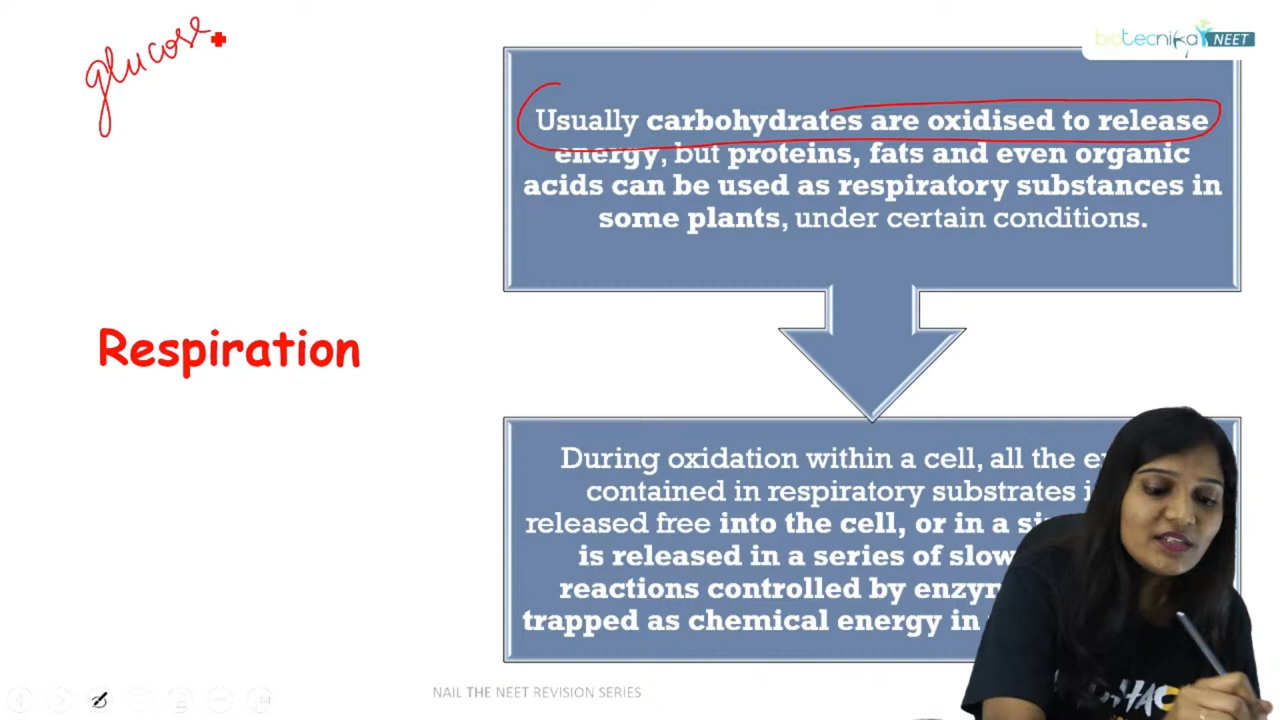 glucose
biotecnika NEET
Usually carbohydrates are oxidised to release
energy, but proteins, fats and even organic
acids can be used as respiratory substances in
some plants, under certain conditions.
Respiration
During oxidation within a cell, all the
contained in respiratory substrates
released free into the cell, or in a
is released in a series of slow
reactions controlled by
trapped as chemical energy in
NAIL THE NEET REVISION SERIES